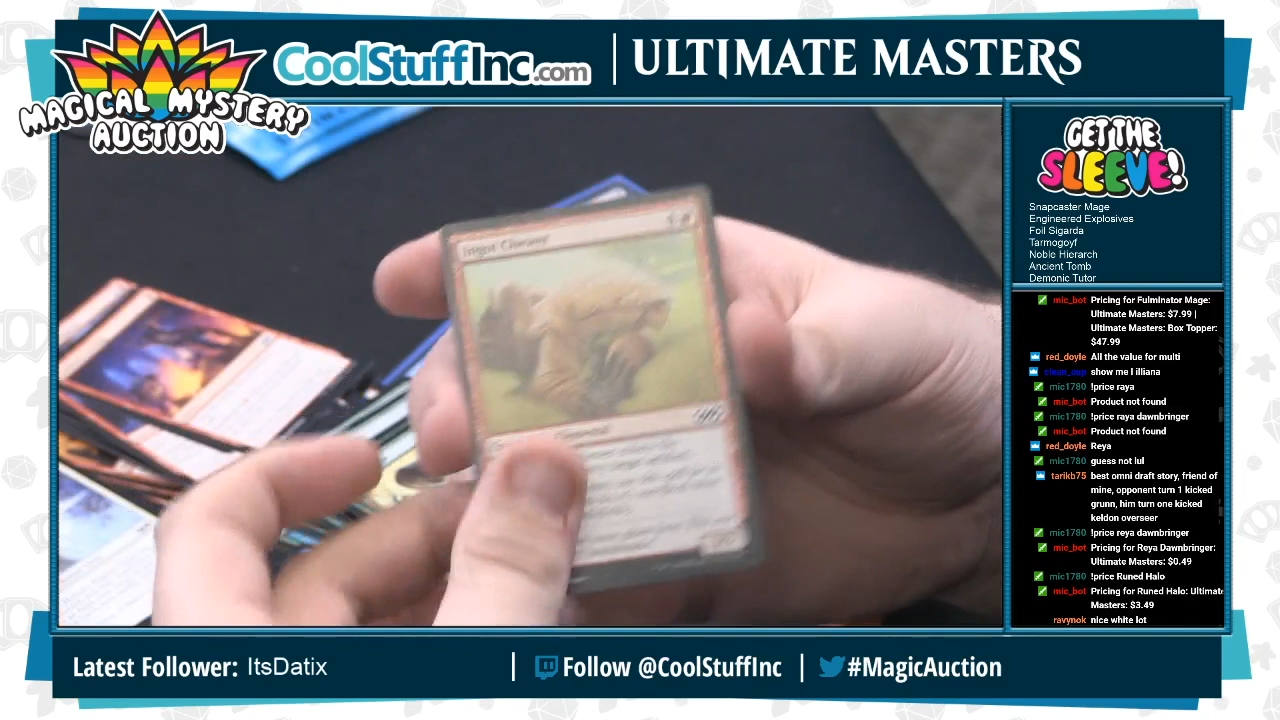 MAGICAL MYSTERY
AUCTION
CoolStuffInc.com
ULTIMATE MASTERS
GET THE
SLEEVE!
Snapcaster Mage
Engineered Explosives
Foil Sigarda
Tarmogoyf
Noble Hierarch
Ancient Tomb
Demonic Tutor
mic_bot Pricing for Fulminator Mage:
Ultimate Masters: $7.99 |
Ultimate Masters: Box Topper:
$47.99
red_doyle All the value for multi
clean_cup show me l illiana
mic1780 !price raya
mic_bot Product not found
mic1780 !price raya dawnbringer
mic_bot Product not found
red_doyle Reya
mic1780 guess not lul
tarikb75 best omni draft story, friend of
mine, opponent turn 1 kicked
grunn, him turn one kicked
keldon overseer
mic1780 !price reya dawnbringer
mic_bot Pricing for Reya Dawnbringer:
Ultimate Masters: $0.49
mic1780 !price Runed Halo
mic_bot Pricing for Runed Halo: Ultimate
Masters: $3.49
ravynok nice white lot
Latest Follower: ItsDatix
Follow @CoolStuffInc
#MagicAuction